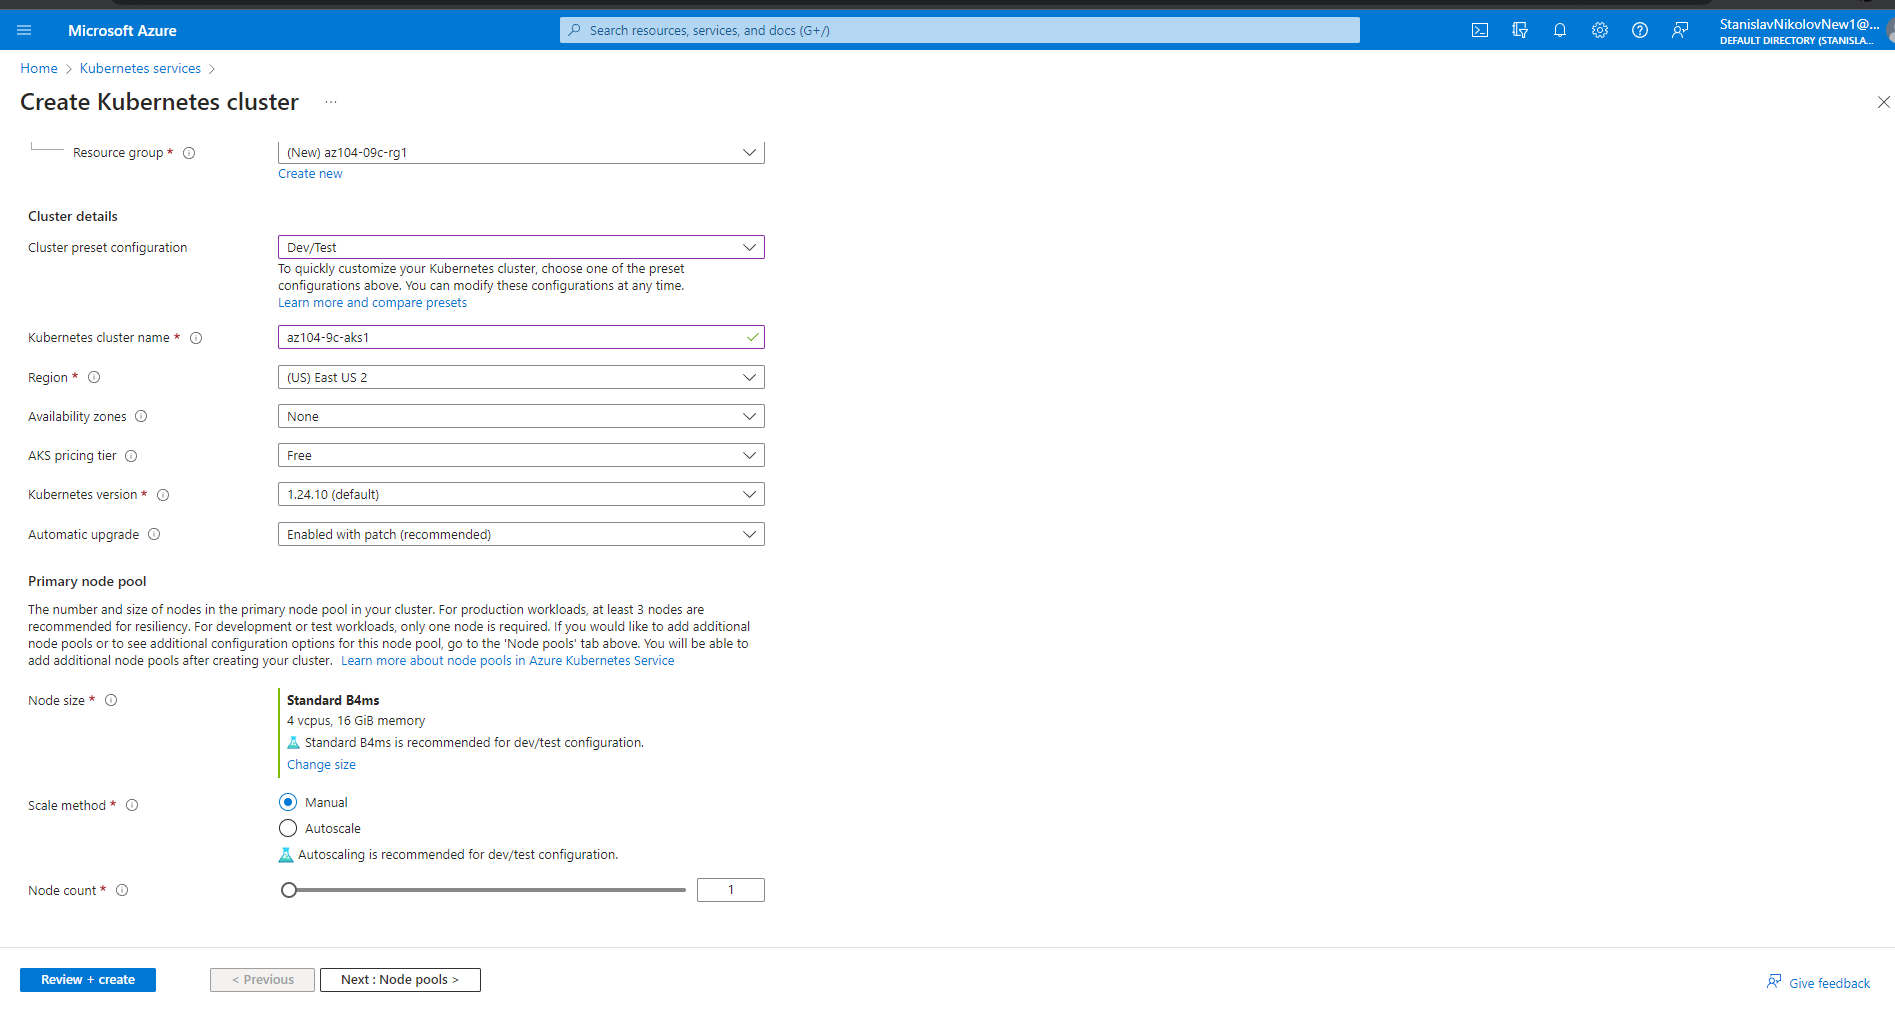 Microsoft Azure
Search resources, services, and docs (G+/)
StanislavNikolovNew1@...
DEFAULT DIRECTORY (STANISLA...
Home > Kubernetes services >
Create Kubernetes cluster ...
Resource group *
(New) az104-09c-rg1
Create new
Cluster details
Cluster preset configuration
Dev/Test
To quickly customize your Kubernetes cluster, choose one of the preset
configurations above. You can modify these configurations at any time.
Learn more and compare presets
Kubernetes cluster name *
az104-9c-aks1
Region *
(US) East US 2
Availability zones
None
AKS pricing tier
Free
Kubernetes version *
1.24.10 (default)
Automatic upgrade
Enabled with patch (recommended)
Primary node pool
The number and size of nodes in the primary node pool in your cluster. For production workloads, at least 3 nodes are
recommended for resiliency. For development or test workloads, only one node is required. If you would like to add additional
node pools or to see additional configuration options for this node pool, go to the 'Node pools' tab above. You will be able to
add additional node pools after creating your cluster. Learn more about node pools in Azure Kubernetes Service
Node size *
Standard B4ms
4 vcpus, 16 GiB memory
Standard B4ms is recommended for dev/test configuration.
Change size
Scale method *
Manual
Autoscale
Autoscaling is recommended for dev/test configuration.
Node count *
1
Review + create
< Previous
Next : Node pools >
Give feedback